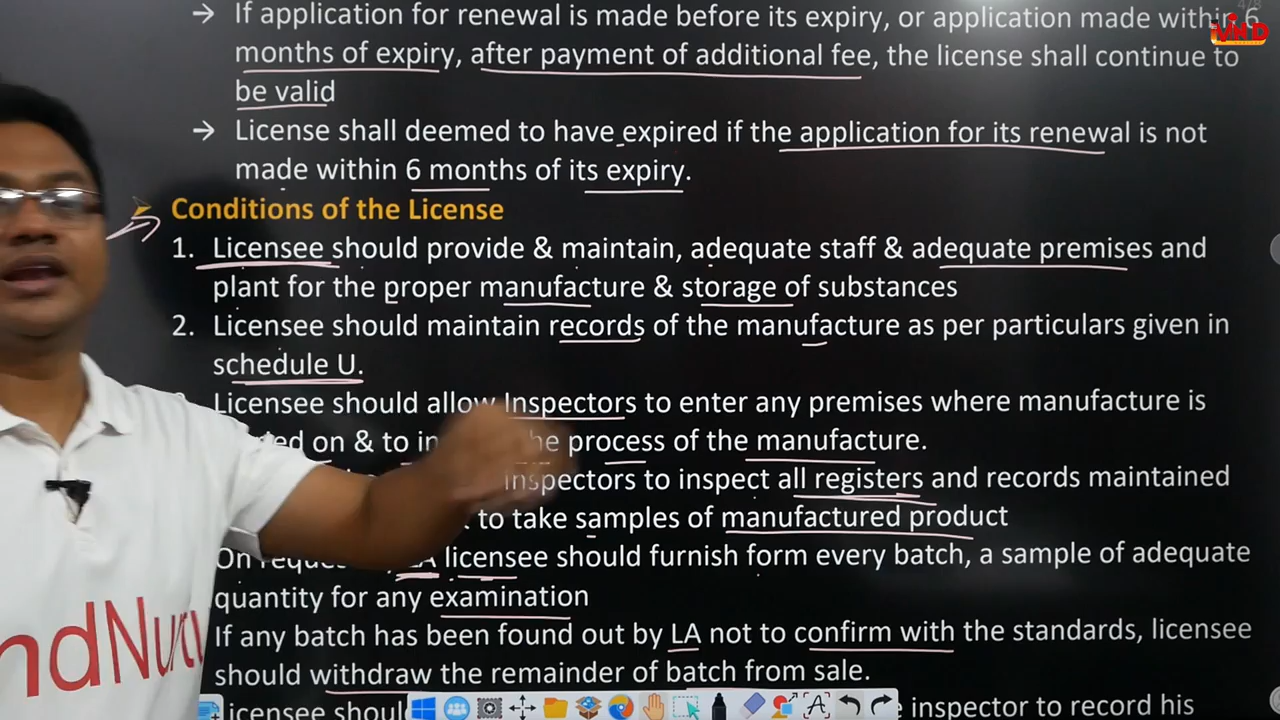 4/8
→ If application for renewal is made before its expiry, or application made within 6
months of expiry, after payment of additional fee, the license shall continue to
be valid
→ License shall deemed to have expired if the application for its renewal is not
made within 6 months of its expiry.
Conditions of the License
1. Licensee should provide & maintain, adequate staff & adequate premises and
plant for the proper manufacture & storage of substances
2. Licensee should maintain records of the manufacture as per particulars given in
schedule U.
Licensee should allow Inspectors to enter any premises where manufacture is
on & to in he process of the manufacture.
Inspectors to inspect all registers and records maintained
to take samples of manufactured product
On LA licensee should furnish form every batch, a sample of adequate
quantity for any examination
If any batch has been found out by LA not to confirm with the standards, licensee
should withdraw the remainder of batch from sale.
inspector to record his
ndNur